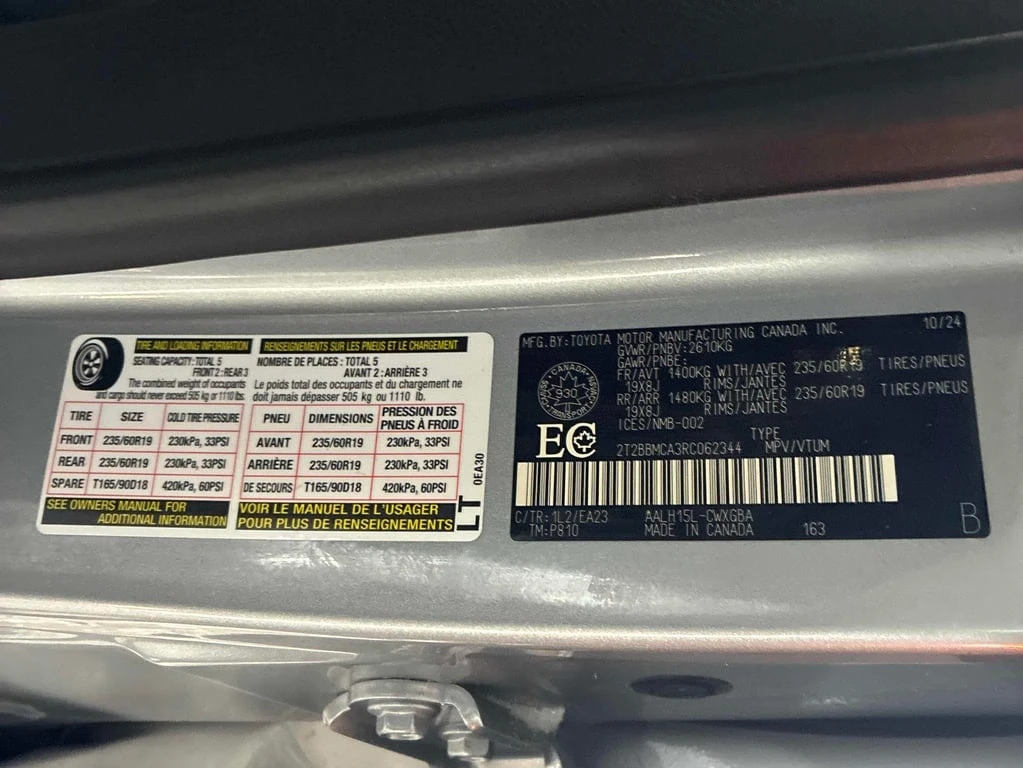 TIRE AND LOADING INFORMATION
SEATING CAPACITY: TOTAL 5
FRONT 2 : REAR 3
The combined weight of occupants
and cargo should never exceed 505 kg or 1110 lbs.
TIRE SIZE COLD TIRE PRESSURE
FRONT 235/60R19 230kPa, 33PSI
REAR 235/60R19 230kPa, 33PSI
SPARE T165/90D18 420kPa, 60PSI
SEE OWNERS MANUAL FOR
ADDITIONAL INFORMATION
RENSEIGNEMENTS SUR LES PNEUS ET LE CHARGEMENT
NOMBRE DE PLACES : TOTAL 5
AVANT 2 : ARRIÈRE 3
Le poids total des occupants et du chargement ne
doit jamais dépasser 505 kg ou 1110 lb.
PNEU DIMENSIONS PRESSION DES PNEUS À FROID
AVANT 235/60R19 230kPa, 33PSI
ARRIÈRE 235/60R19 230kPa, 33PSI
DE SECOURS T165/90D18 420kPa, 60PSI
VOIR LE MANUEL DE L'USAGER
POUR PLUS DE RENSEIGNEMENTS
LT
0EA30
MFG.BY:TOYOTA MOTOR MANUFACTURING CANADA INC. 10/24
GVWR/PNBV:2610KG
GAWR/PNBE:
FR/AVT 1400KG WITH/AVEC 235/60R19 TIRES/PNEUS
19X8J RIMS/JANTES
RR/ARR 1480KG WITH/AVEC 235/60R19 TIRES/PNEUS
19X8J RIMS/JANTES
ICES/NMB-002
TYPE
2T2BBMCA3RC062344 MPV/VTUM
CANADA
930
TRANSPORT
EC
C/TR:1L2/EA23 AALH15L-CWXGBA
TM:P810 MADE IN CANADA 163
B